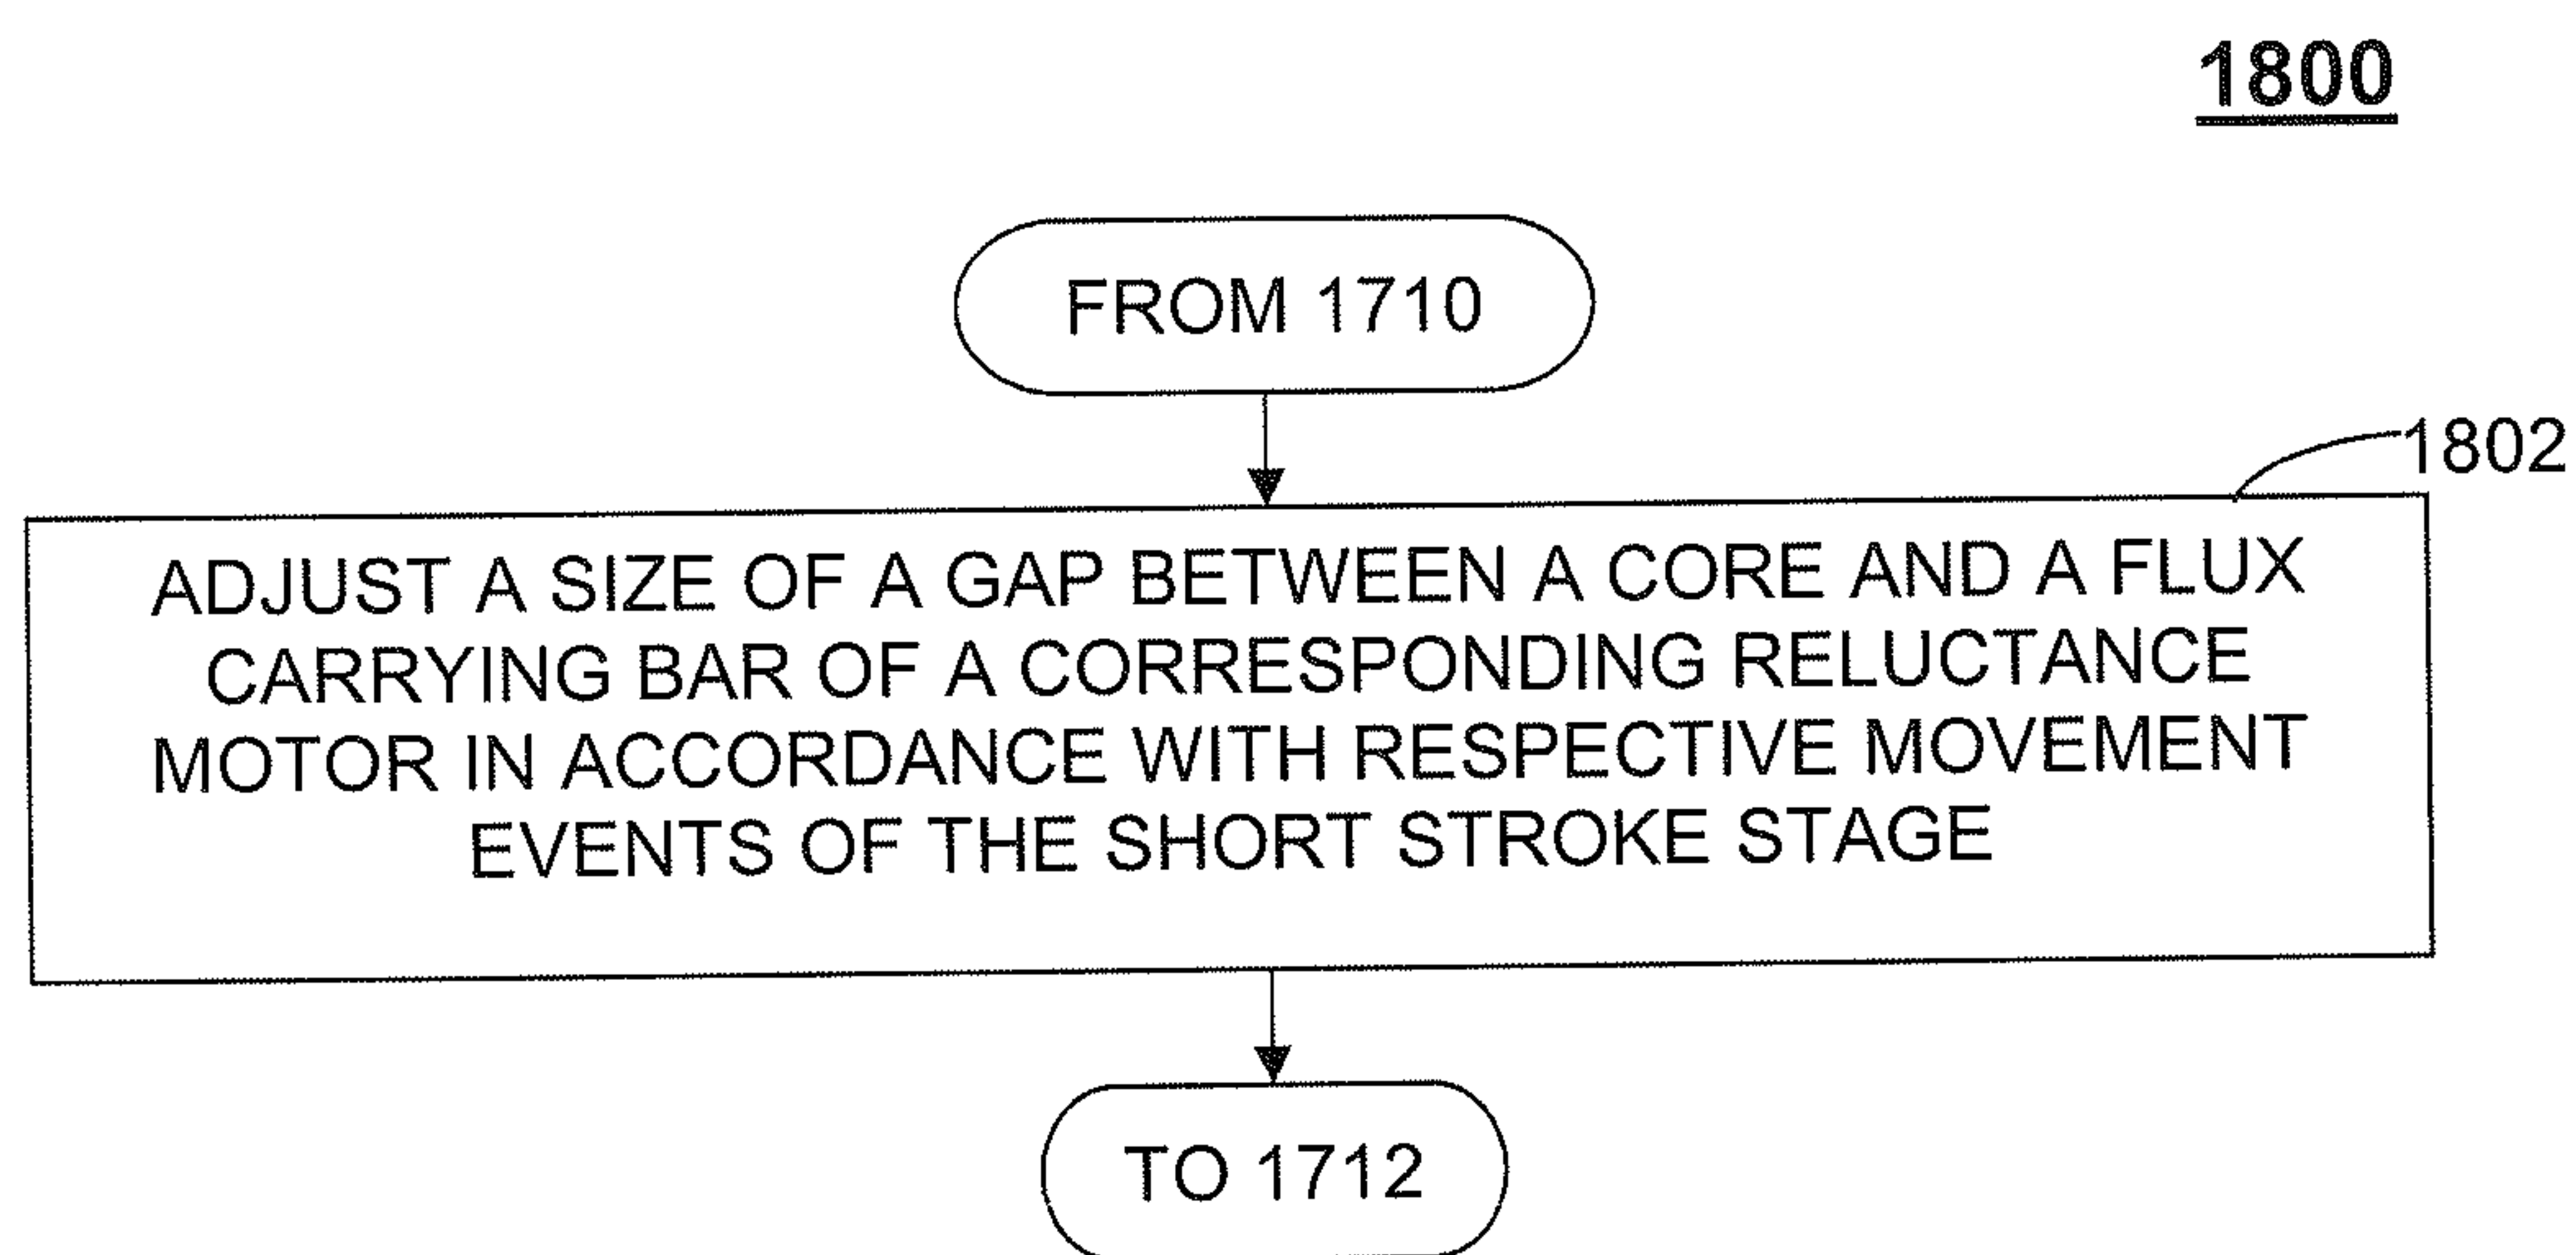 1800
FROM 1710
1802
ADJUST A SIZE OF A GAP BETWEEN A CORE AND A FLUX
CARRYING BAR OF A CORRESPONDING RELUCTANCE
MOTOR IN ACCORDANCE WITH RESPECTIVE MOVEMENT
EVENTS OF THE SHORT STROKE STAGE
TO 1712